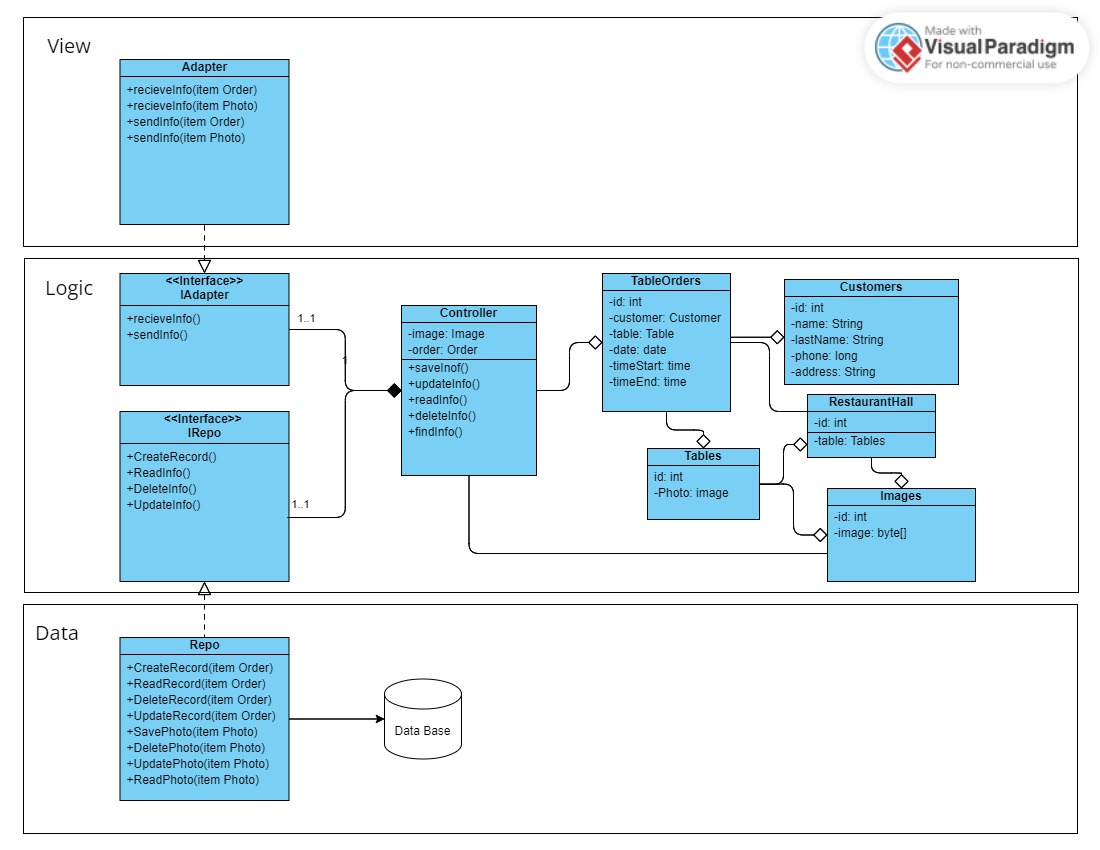 View
Made with
Visual Paradigm
For non-commercial use
Adapter
+recieveInfo(item Order)
+recieveInfo(item Photo)
+sendInfo(item Order)
+sendInfo(item Photo)
Logic
<<Interface>>
IAdapter
+recieveInfo()
+sendInfo()
1..1
1
<<Interface>>
IRepo
+CreateRecord()
+ReadInfo()
+DeleteInfo()
+UpdateInfo()
1..1
Controller
-image: Image
-order: Order
+saveInof()
+updateInfo()
+readInfo()
+deleteInfo()
+findInfo()
TableOrders
-id: int
-customer: Customer
-table: Table
-date: date
-timeStart: time
-timeEnd: time
Customers
-id: int
-name: String
-lastName: String
-phone: long
-address: String
RestaurantHall
-id: int
-table: Tables
Tables
id: int
-Photo: image
Images
-id: int
-image: byte[]
Data
Repo
+CreateRecord(item Order)
+ReadRecord(item Order)
+DeleteRecord(item Order)
+UpdateRecord(item Order)
+SavePhoto(item Photo)
+DeletePhoto(item Photo)
+UpdatePhoto(item Photo)
+ReadPhoto(item Photo)
Data Base